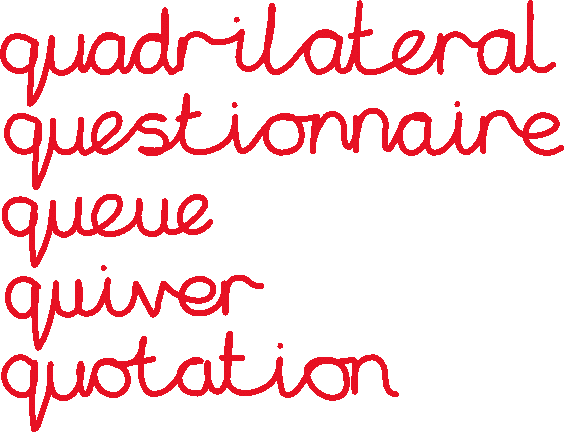 quadrilateral
questionnaire
queue
quiver
quotation